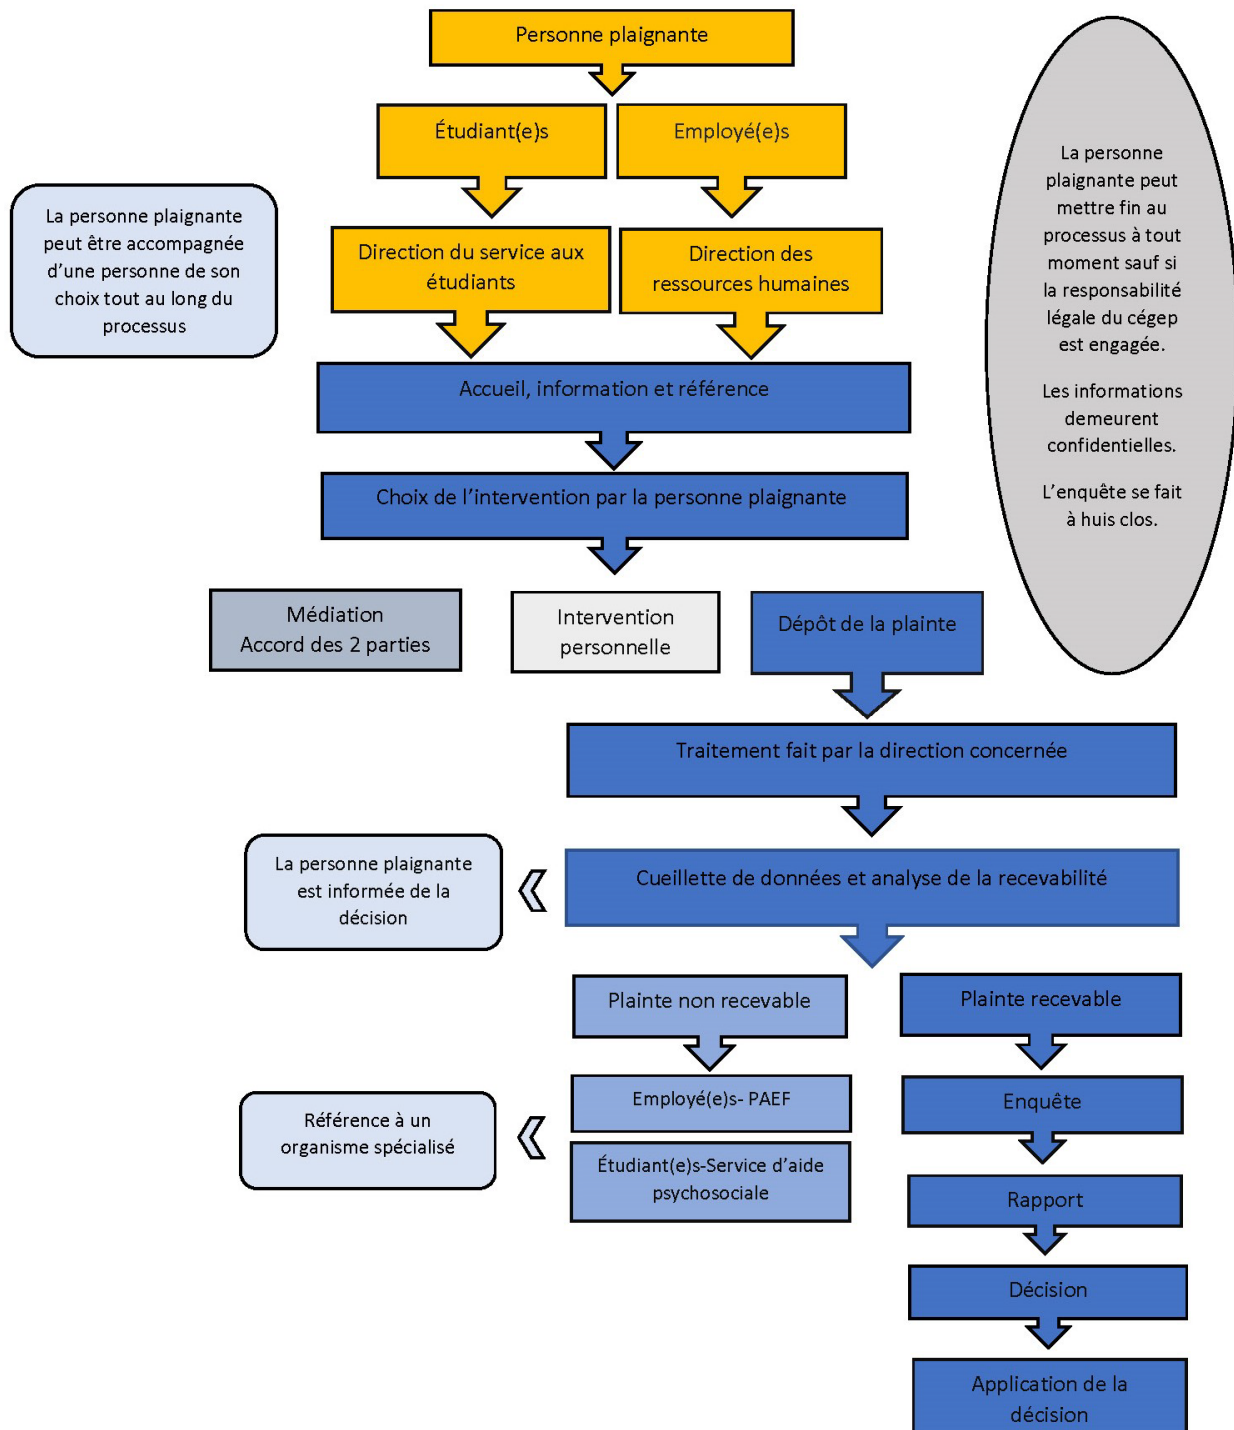 Personne plaignante
Étudiant(e)s
Employé(e)s
La personne plaignante
peut être accompagnée
d'une personne de son
choix tout au long du
processus
Direction du service aux
étudiants
Direction des
ressources humaines
La personne
plaignante peut
mettre fin au
processus à tout
moment sauf si
la responsabilité
légale du cégep
est engagée.
Les informations
demeurent
confidentielles.
L'enquête se fait
à huis clos.
Accueil, information et référence
Choix de l'intervention par la personne plaignante
Médiation
Accord des 2 parties
Intervention
personnelle
Dépôt de la plainte
Traitement fait par la direction concernée
La personne plaignante
est informée de la
décision
Cueillette de données et analyse de la recevabilité
Plainte non recevable
Plainte recevable
Référence à un
organisme spécialisé
Employé(e)s- PAEF
Étudiant(e)s-Service d'aide
psychosociale
Enquête
Rapport
Décision
Application de la
décision